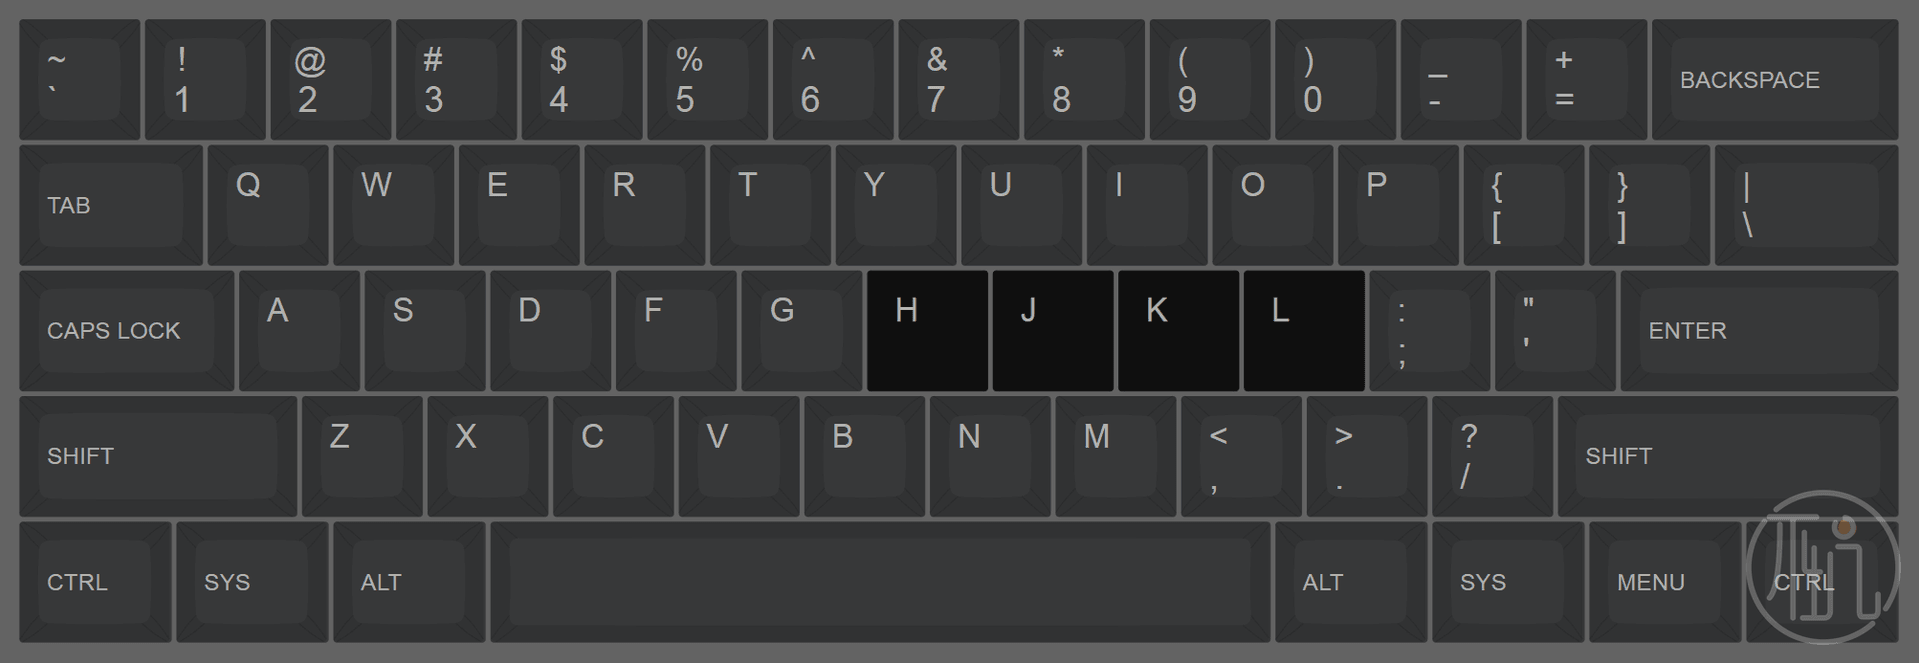 ~ ! @ # $ % ^ & * ( ) _ +
` 1 2 3 4 5 6 7 8 9 0 - = BACKSPACE
TAB Q W E R T Y U I O P { } |
[ ] \
CAPS LOCK A S D F G H J K L : " ENTER
; '
SHIFT Z X C V B N M < > ? SHIFT
, . /
CTRL SYS ALT ALT SYS MENU CTRL